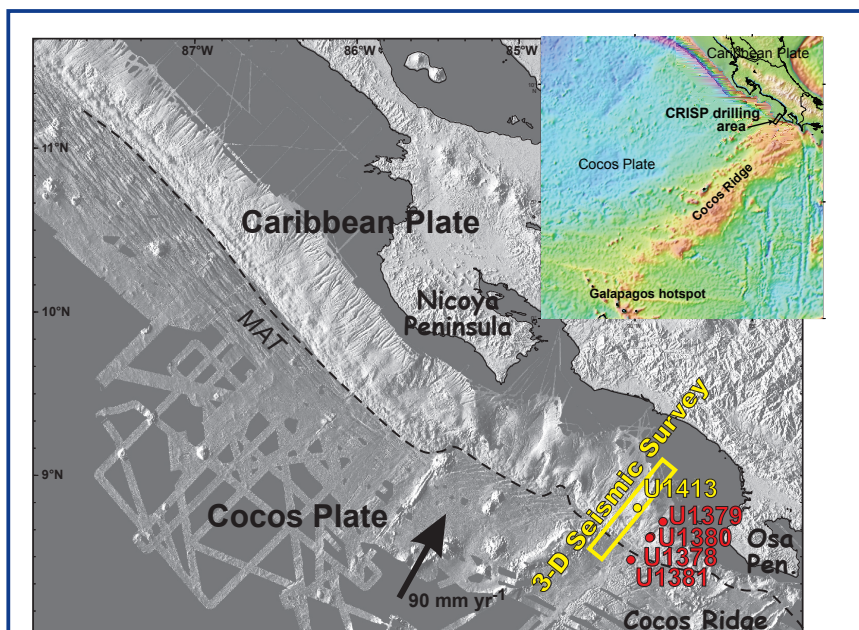 87°W
86°W
85°W
11°N
10°N
9°N
Caribbean Plate
CRISP drilling
area
Cocos Plate
Cocos Ridge
Galapagos hotspot
Caribbean Plate
Nicoya
Peninsula
MAT
3-D Seismic Survey
U1413
U1379
U1380
U1378
U1381
Osa
Pen.
Cocos Plate
90 mm yr-1
Cocos Ridge